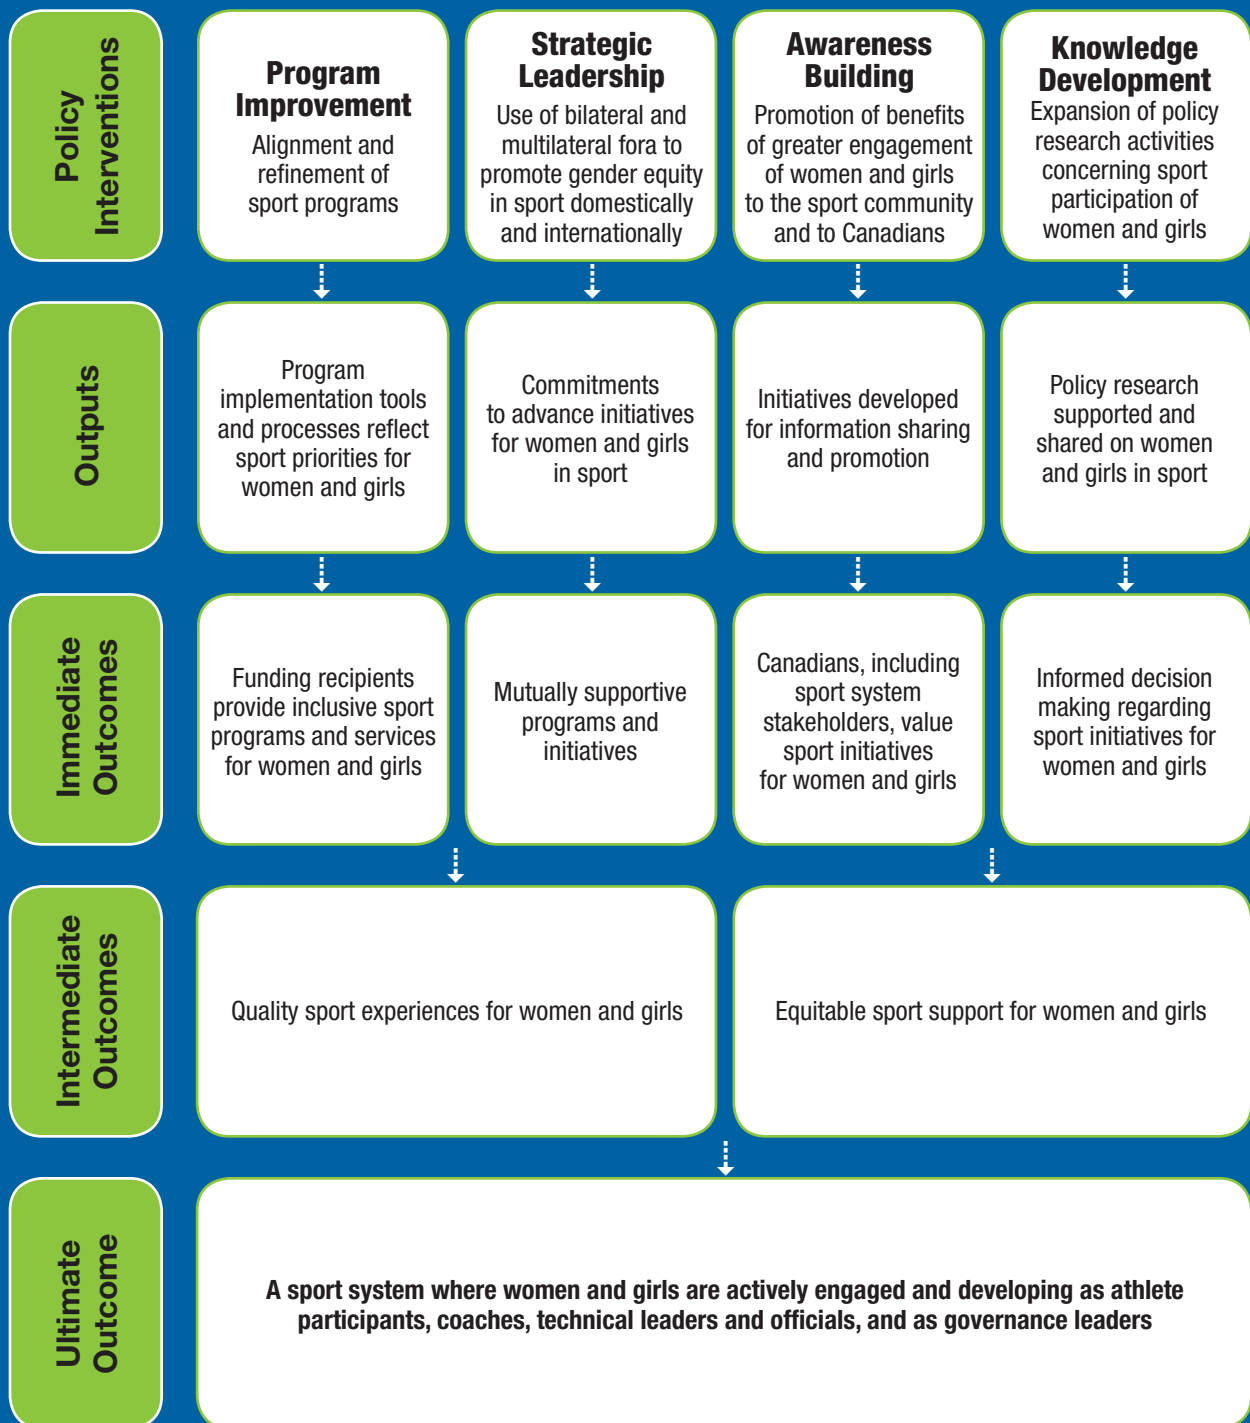 Policy
Interventions
Program
Improvement
Alignment and
refinement of
sport programs
Strategic
Leadership
Use of bilateral and
multilateral fora to
promote gender equity
in sport domestically
and internationally
Awareness
Building
Promotion of benefits
of greater engagement
of women and girls
to the sport community
and to Canadians
Knowledge
Development
Expansion of policy
research activities
concerning sport
participation of
women and girls
Outputs
Program
implementation tools
and processes reflect
sport priorities for
women and girls
Commitments
to advance initiatives
for women and girls
in sport
Initiatives developed
for information sharing
and promotion
Policy research
supported and
shared on women
and girls in sport
Immediate
Outcomes
Funding recipients
provide inclusive sport
programs and services
for women and girls
Mutually supportive
programs and
initiatives
Canadians, including
sport system
stakeholders, value
sport initiatives
for women and girls
Informed decision
making regarding
sport initiatives for
women and girls
Intermediate
Outcomes
Quality sport experiences for women and girls
Equitable sport support for women and girls
Ultimate
Outcome
A sport system where women and girls are actively engaged and developing as athlete
participants, coaches, technical leaders and officials, and as governance leaders